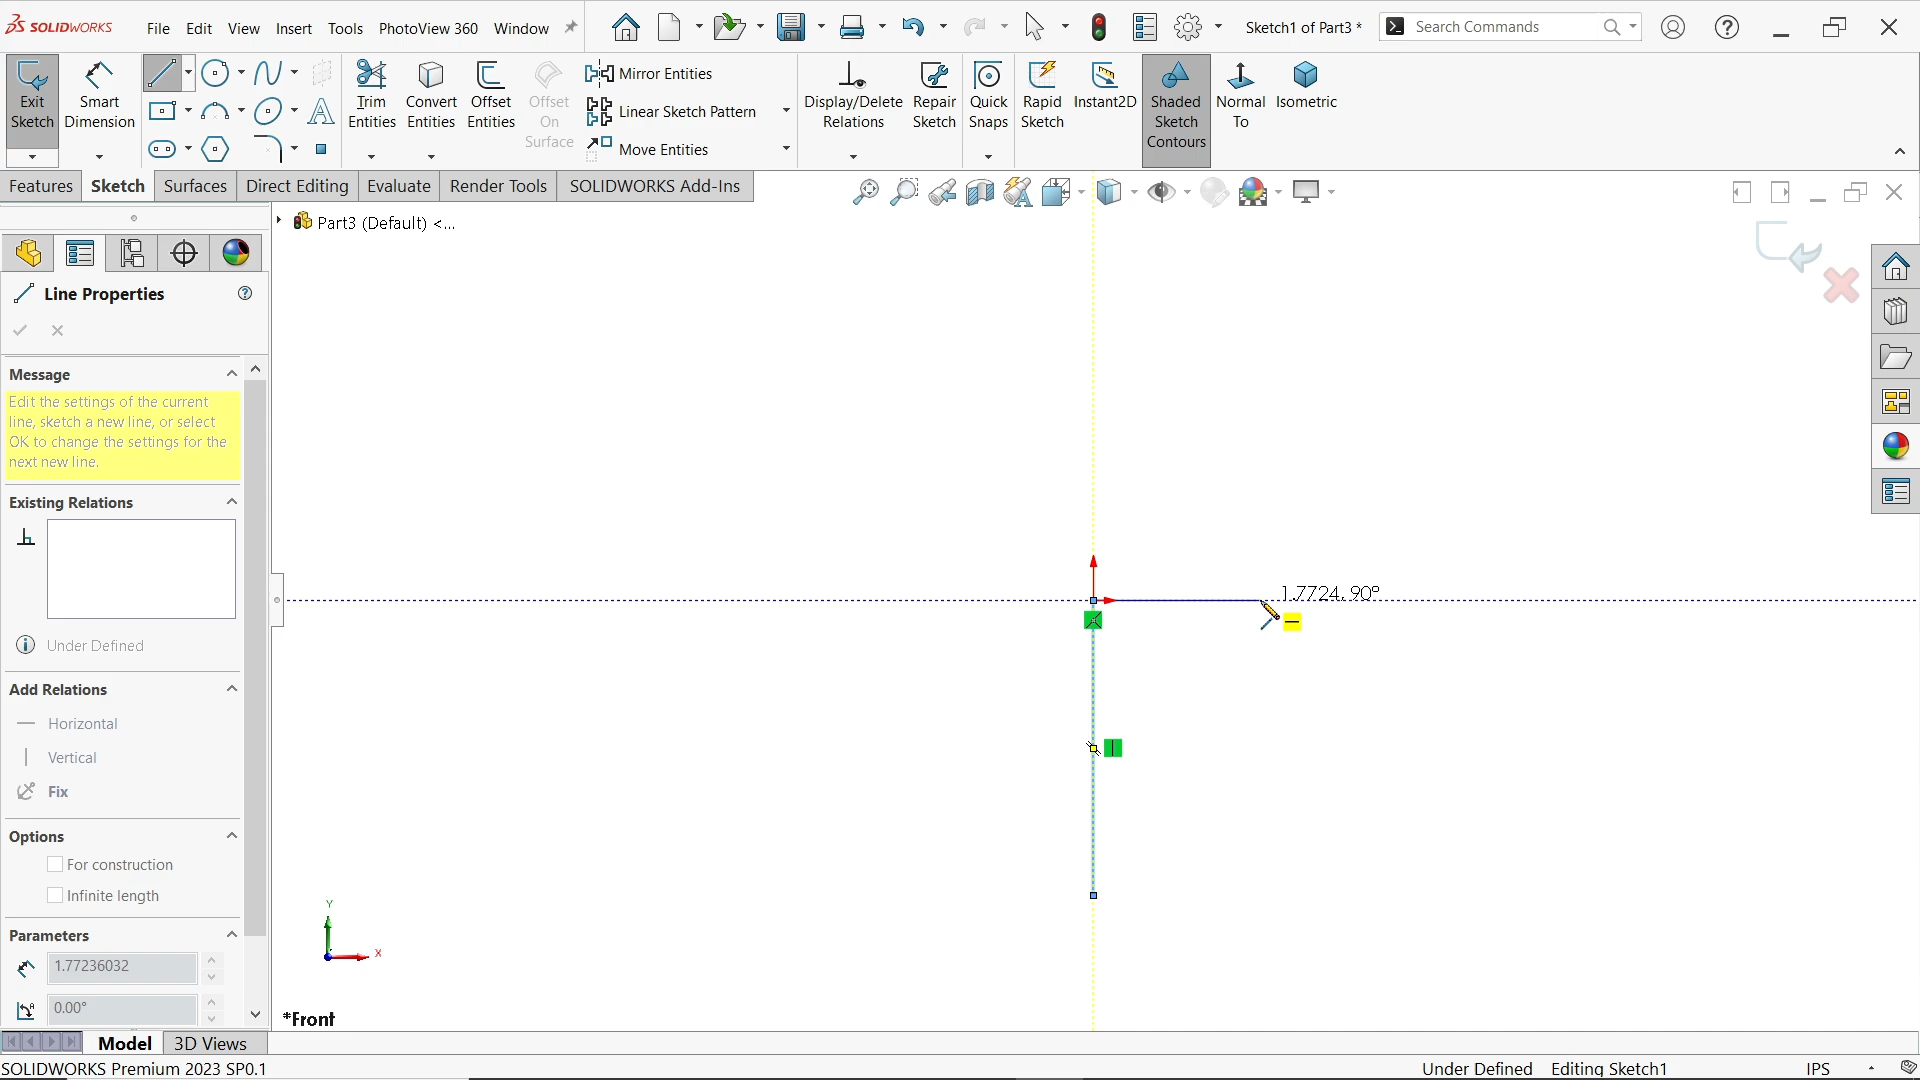 SOLIDWORKS File Edit View Insert Tools PhotoView 360 Window Sketch1 of Part3 * Search Commands
Exit Sketch
Smart Dimension
Trim Entities
Convert Entities
Offset Entities
Offset On Surface
Mirror Entities
Linear Sketch Pattern
Move Entities
Display/Delete Relations
Repair Sketch
Quick Snaps
Rapid Sketch
Instant2D
Shaded Sketch Contours
Normal To
Isometric
Features Sketch Surfaces Direct Editing Evaluate Render Tools SOLIDWORKS Add-Ins
Part3 (Default) <...
Line Properties
Message
Edit the settings of the current
line, sketch a new line, or select
OK to change the settings for the
next new line.
Existing Relations
Under Defined
Add Relations
Horizontal
Vertical
Fix
Options
For construction
Infinite length
Parameters
1.77236032
0.00°
1.7724, 90°
Y
X
*Front
Model 3D Views
SOLIDWORKS Premium 2023 SP0.1 Under Defined Editing Sketch1 IPS